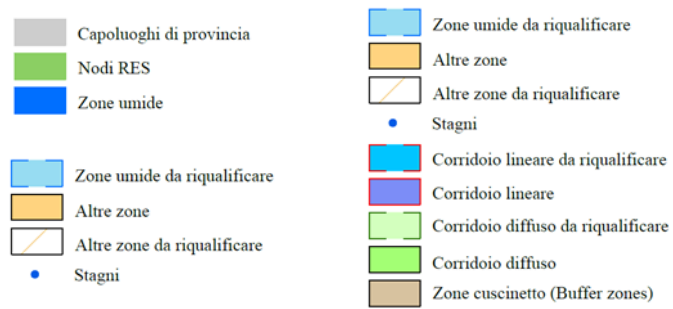 Capoluoghi di provincia
Nodi RES
Zone umide
Zone umide da riqualificare
Altre zone
Altre zone da riqualificare
Stagni
Zone umide da riqualificare
Altre zone
Altre zone da riqualificare
Stagni
Corridoio lineare da riqualificare
Corridoio lineare
Corridoio diffuso da riqualificare
Corridoio diffuso
Zone cuscinetto (Buffer zones)